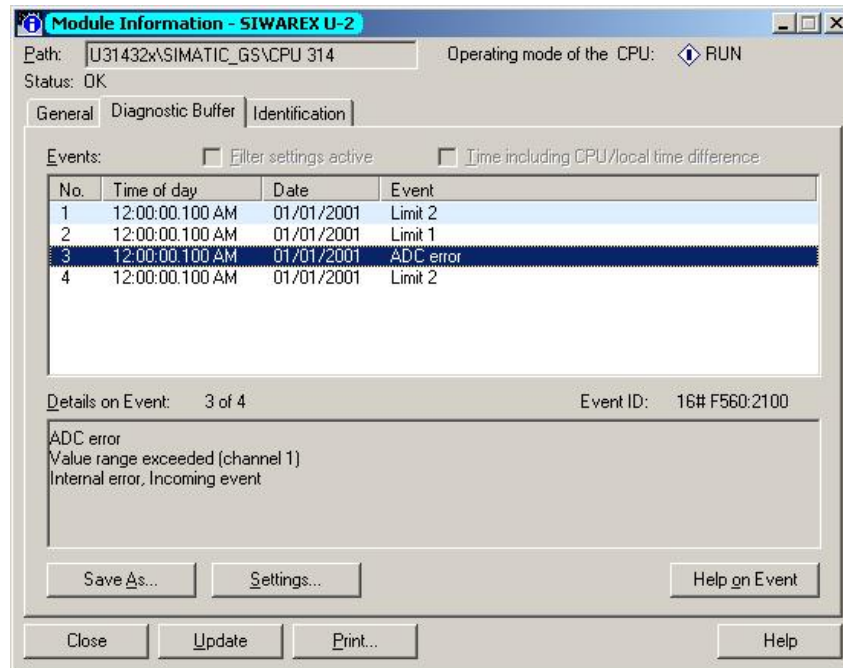 Module Information - SIWAREX U-2
Path: U31432x\SIMATIC_GS\CPU 314 Operating mode of the CPU: RUN
Status: OK
General Diagnostic Buffer Identification
Events: Filter settings active Time including CPU/local time difference
No. Time of day Date Event
1 12:00:00.100 AM 01/01/2001 Limit 2
2 12:00:00.100 AM 01/01/2001 Limit 1
3 12:00:00.100 AM 01/01/2001 ADC error
4 12:00:00.100 AM 01/01/2001 Limit 2
Details on Event: 3 of 4 Event ID: 16# F560:2100
ADC error
Value range exceeded (channel 1)
Internal error, Incoming event
Save As... Settings... Help on Event
Close Update Print... Help